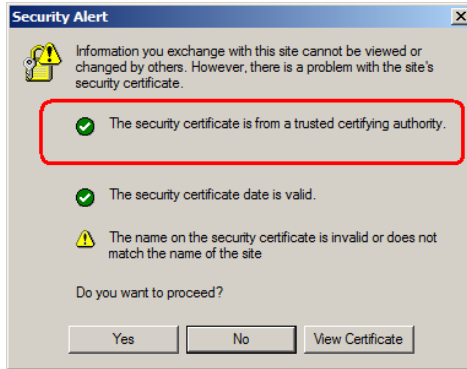 Security Alert
Information you exchange with this site cannot be viewed or
changed by others. However, there is a problem with the site's
security certificate.
The security certificate is from a trusted certifying authority.
The security certificate date is valid.
The name on the security certificate is invalid or does not
match the name of the site
Do you want to proceed?
Yes No View Certificate